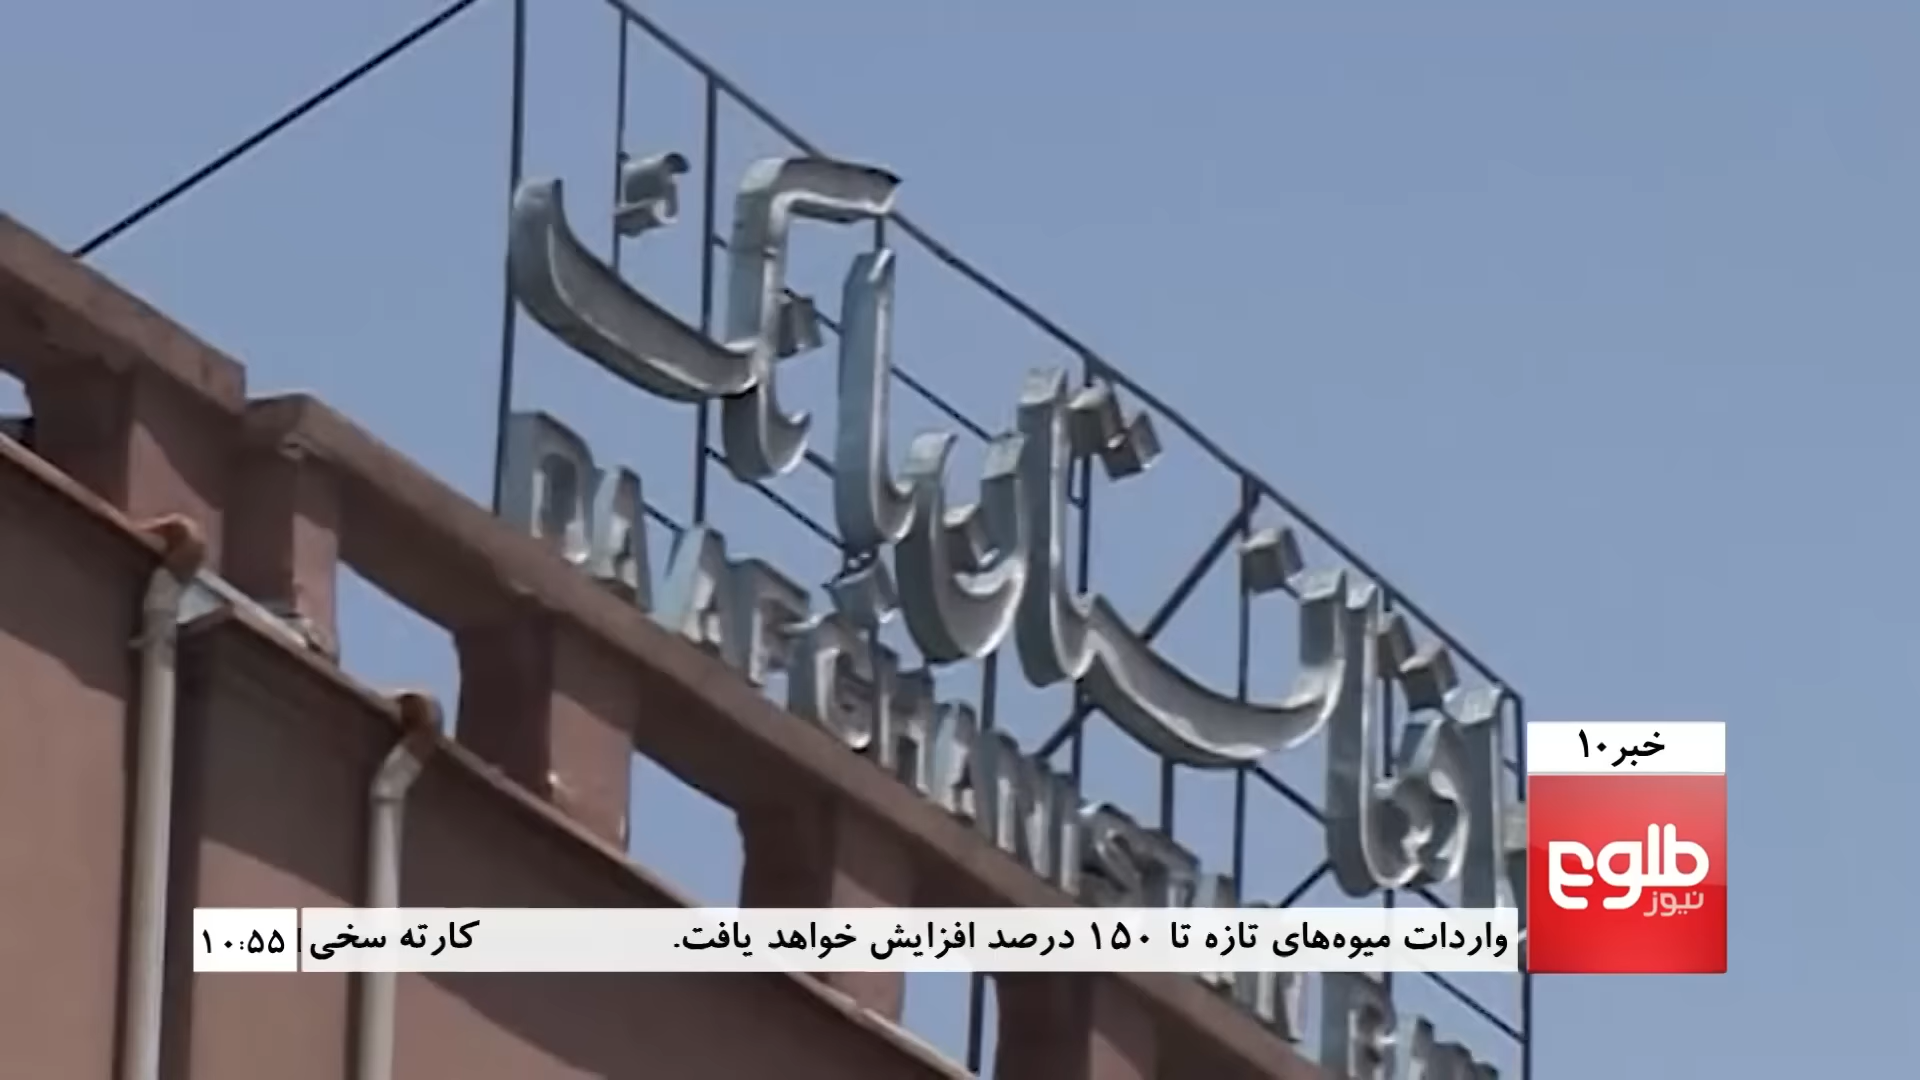 افغانستان بانک
DA AFGHANISTAN BANK
خبر۱۰
طلوع
نیوز
واردات میوه‌های تازه تا ۱۵۰ درصد افزایش خواهد یافت.
کارته سخی
۱۰:۵۵